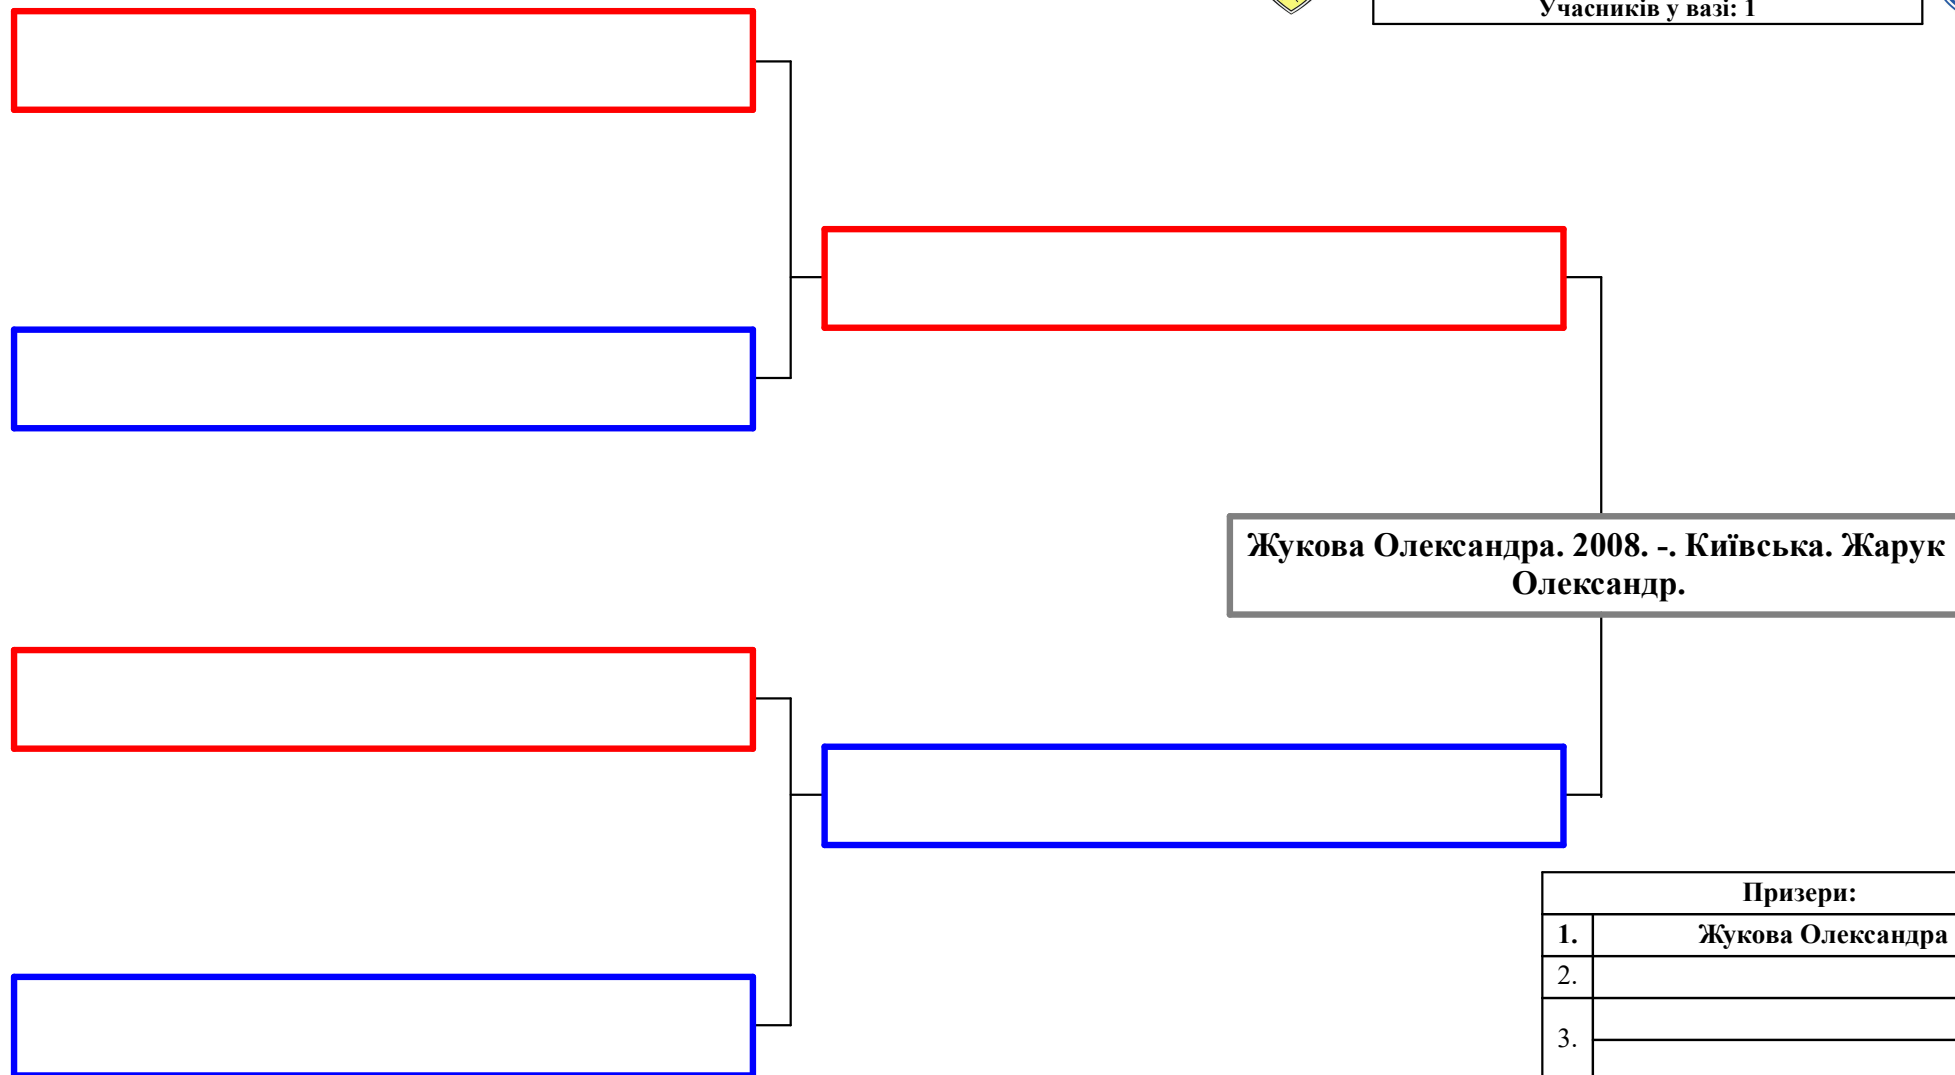 Учасників у вазі: 1
Жукова Олександра. 2008. -. Київська. Жарук
Олександр.
Призери:
1. Жукова Олександра
2.
3.